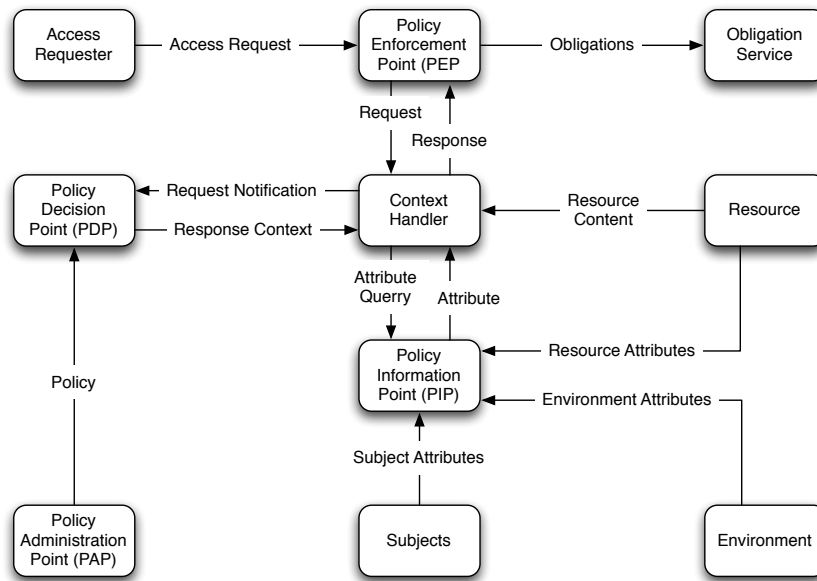 Access
Requester
Access Request
Policy
Enforcement
Point (PEP
Obligations
Obligation
Service
Request
Response
Policy
Decision
Point (PDP)
Request Notification
Response Context
Context
Handler
Resource
Content
Resource
Attribute
Querry
Attribute
Policy
Information
Point (PIP)
Resource Attributes
Environment Attributes
Policy
Subject Attributes
Policy
Administration
Point (PAP)
Subjects
Environment